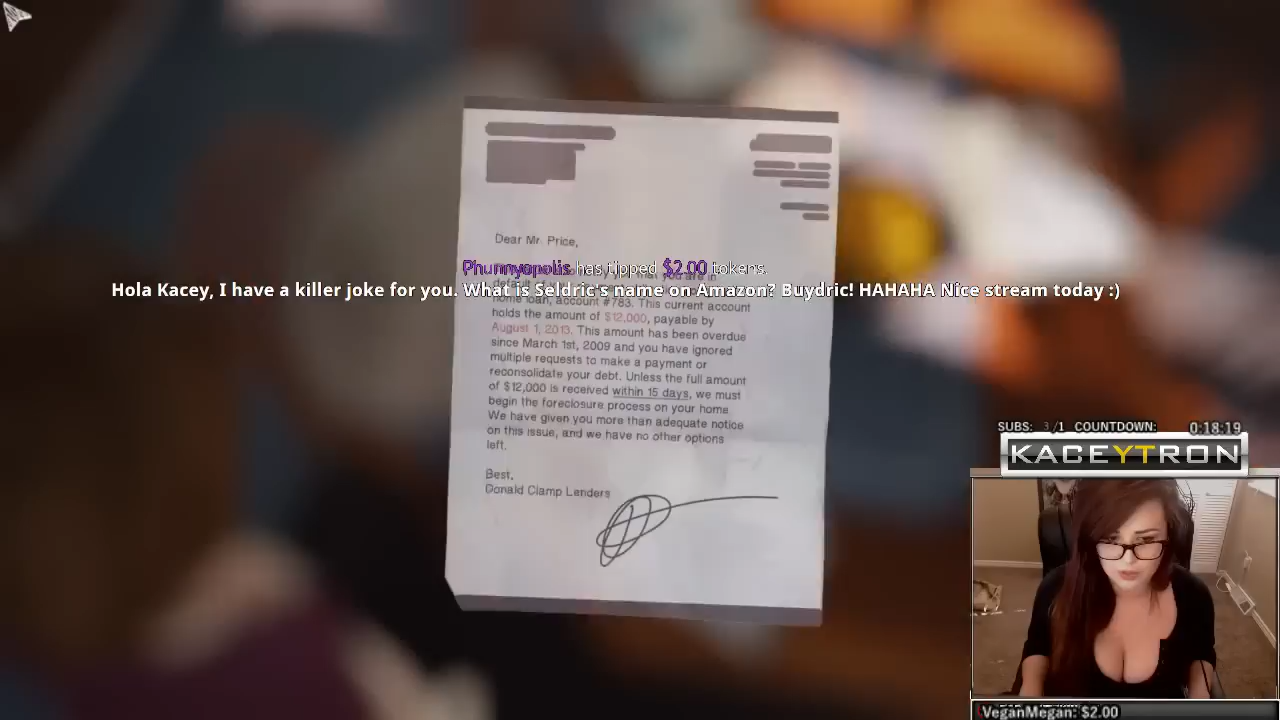 Dear Mr. Price,
Phunnyopolis has tipped $2.00 tokens.
Hola Kacey, I have a killer joke for you. What is Seldric's name on Amazon? Buydric! HAHAHA Nice stream today :)
home loan, account #783. This current account
holds the amount of $12,000, payable by
August 1, 2013. This amount has been overdue
since March 1st, 2009 and you have ignored
multiple requests to make a payment or
reconsolidate your debt. Unless the full amount
of $12,000 is received within 15 days, we must
begin the foreclosure process on your home
We have given you more than adequate notice
on this issue, and we have no other options
left.
Best,
Donald Clamp Lenders
SUBS: 3/1 COUNTDOWN: 0:18:19
KACEYTRON
VeganMegan: $2.00